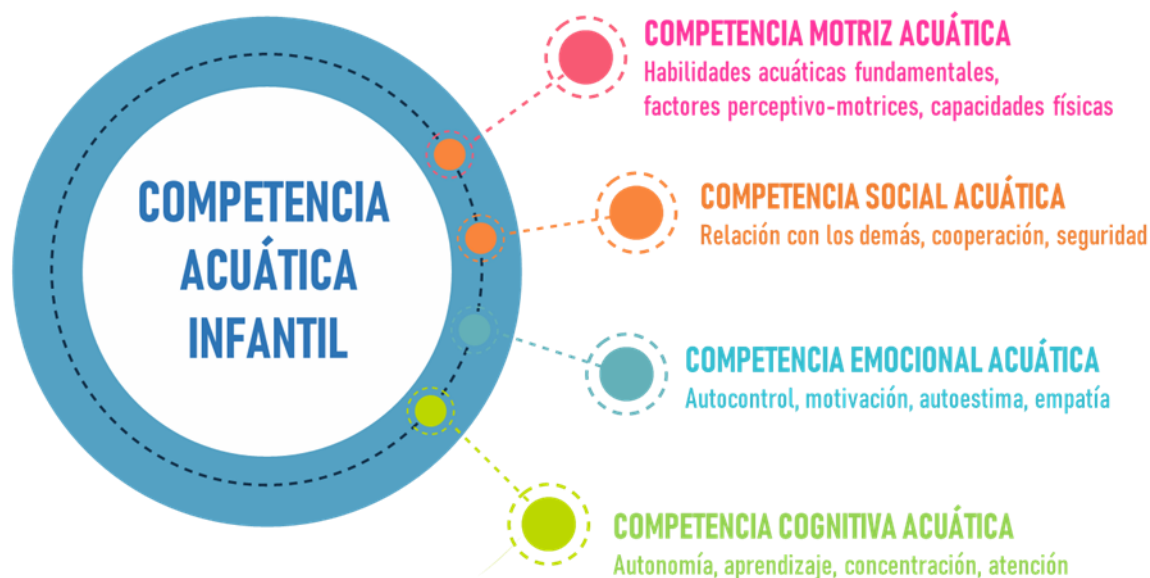 COMPETENCIA
ACUÁTICA
INFANTIL
COMPETENCIA MOTRIZ ACUÁTICA
Habilidades acuáticas fundamentales,
factores perceptivo-motrices, capacidades físicas
COMPETENCIA SOCIAL ACUÁTICA
Relación con los demás, cooperación, seguridad
COMPETENCIA EMOCIONAL ACUÁTICA
Autocontrol, motivación, autoestima, empatía
COMPETENCIA COGNITIVA ACUÁTICA
Autonomía, aprendizaje, concentración, atención